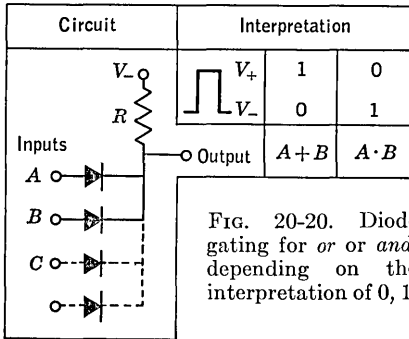 Circuit
Interpretation
V₋
V₊ 1 0
V₋ 0 1
R
Inputs
Output A+B A·B
A
B
C
FIG. 20-20. Diode
gating for or or and
depending on the
interpretation of 0, 1